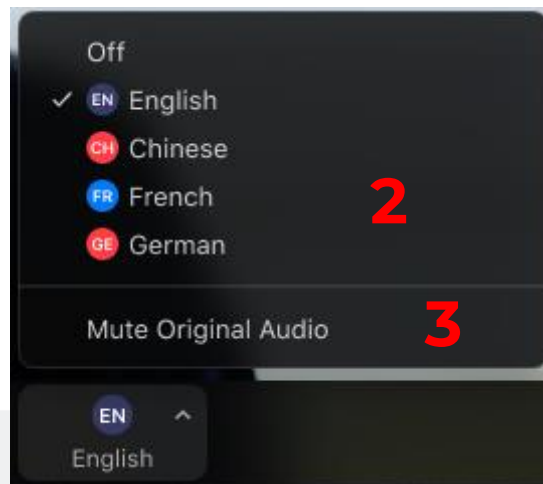 Off
EN English
CH Chinese
FR French
2
GE German
Mute Original Audio 3
EN
English